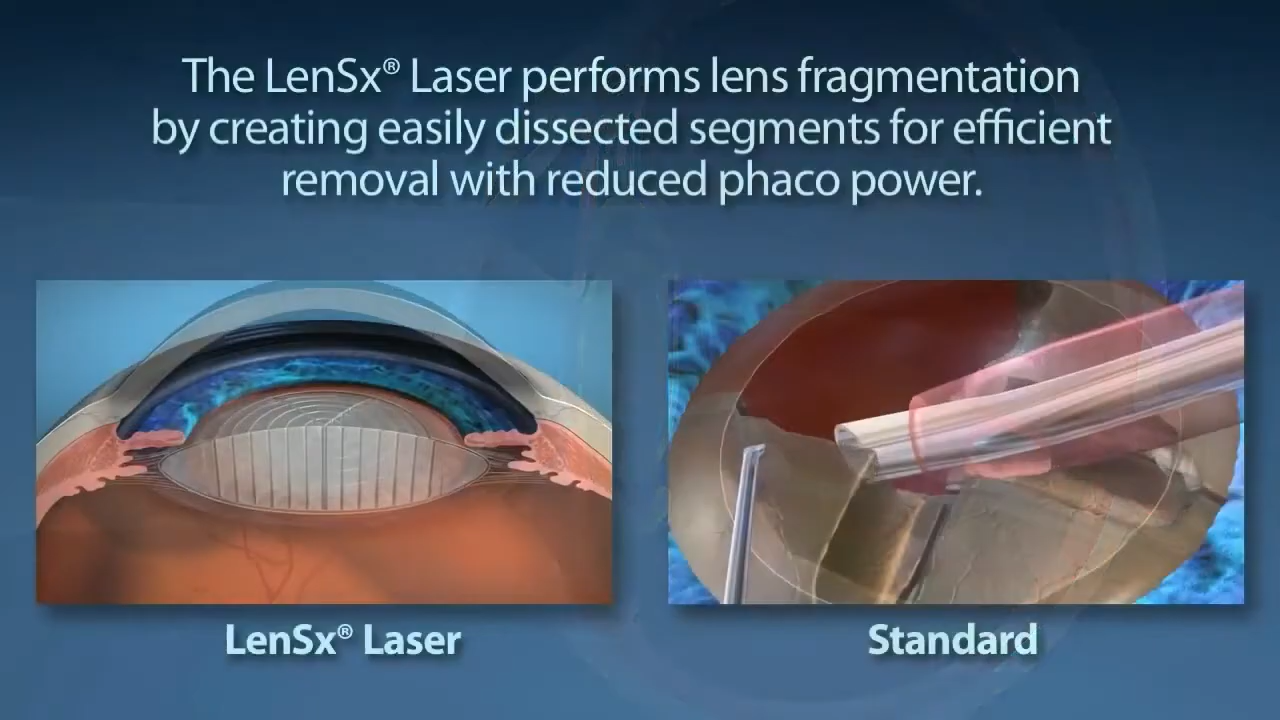 The LenSx® Laser performs lens fragmentation
by creating easily dissected segments for efficient
removal with reduced phaco power.
LenSx® Laser
Standard